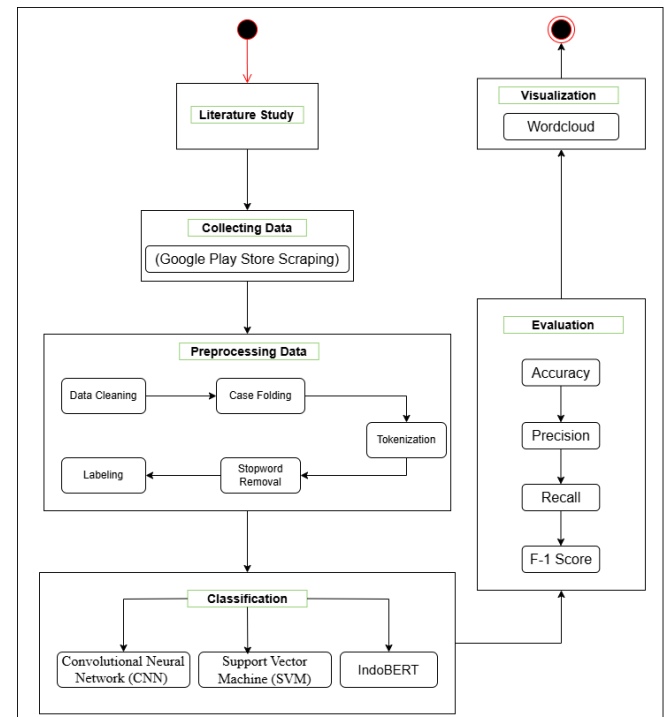 Literature Study
Collecting Data
(Google Play Store Scraping)
Preprocessing Data
Data Cleaning
Case Folding
Tokenization
Stopword
Removal
Labeling
Classification
Convolutional Neural
Network (CNN)
Support Vector
Machine (SVM)
IndoBERT
Evaluation
Accuracy
Precision
Recall
F-1 Score
Visualization
Wordcloud